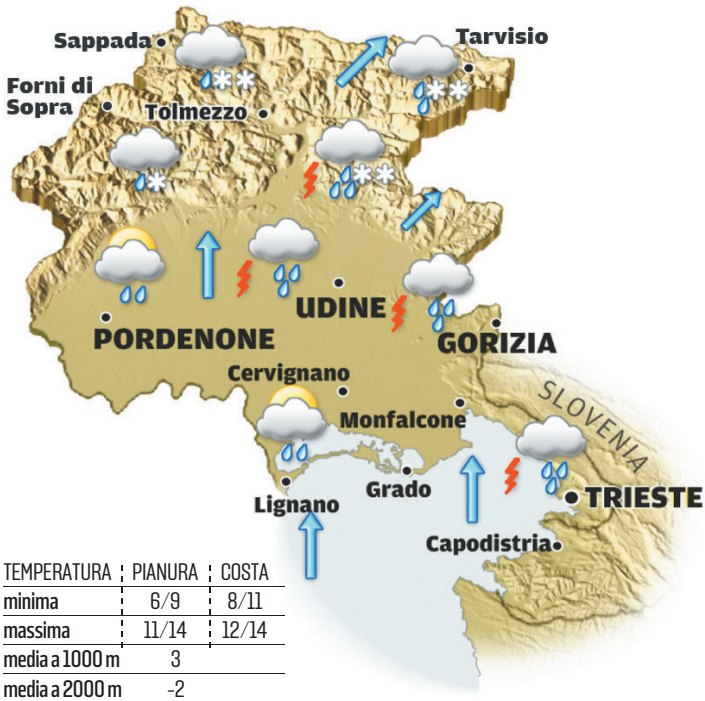 Sappada
Tarvisio
Forni di
Sopra
Tolmezzo
UDINE
PORDENONE
GORIZIA
Cervignano
SLOVENIA
Monfalcone
Grado
Lignano
TRIESTE
Capodistria
TEMPERATURA PIANURA COSTA
minima 6/9 8/11
massima 11/14 12/14
media a 1000 m 3
media a 2000 m -2